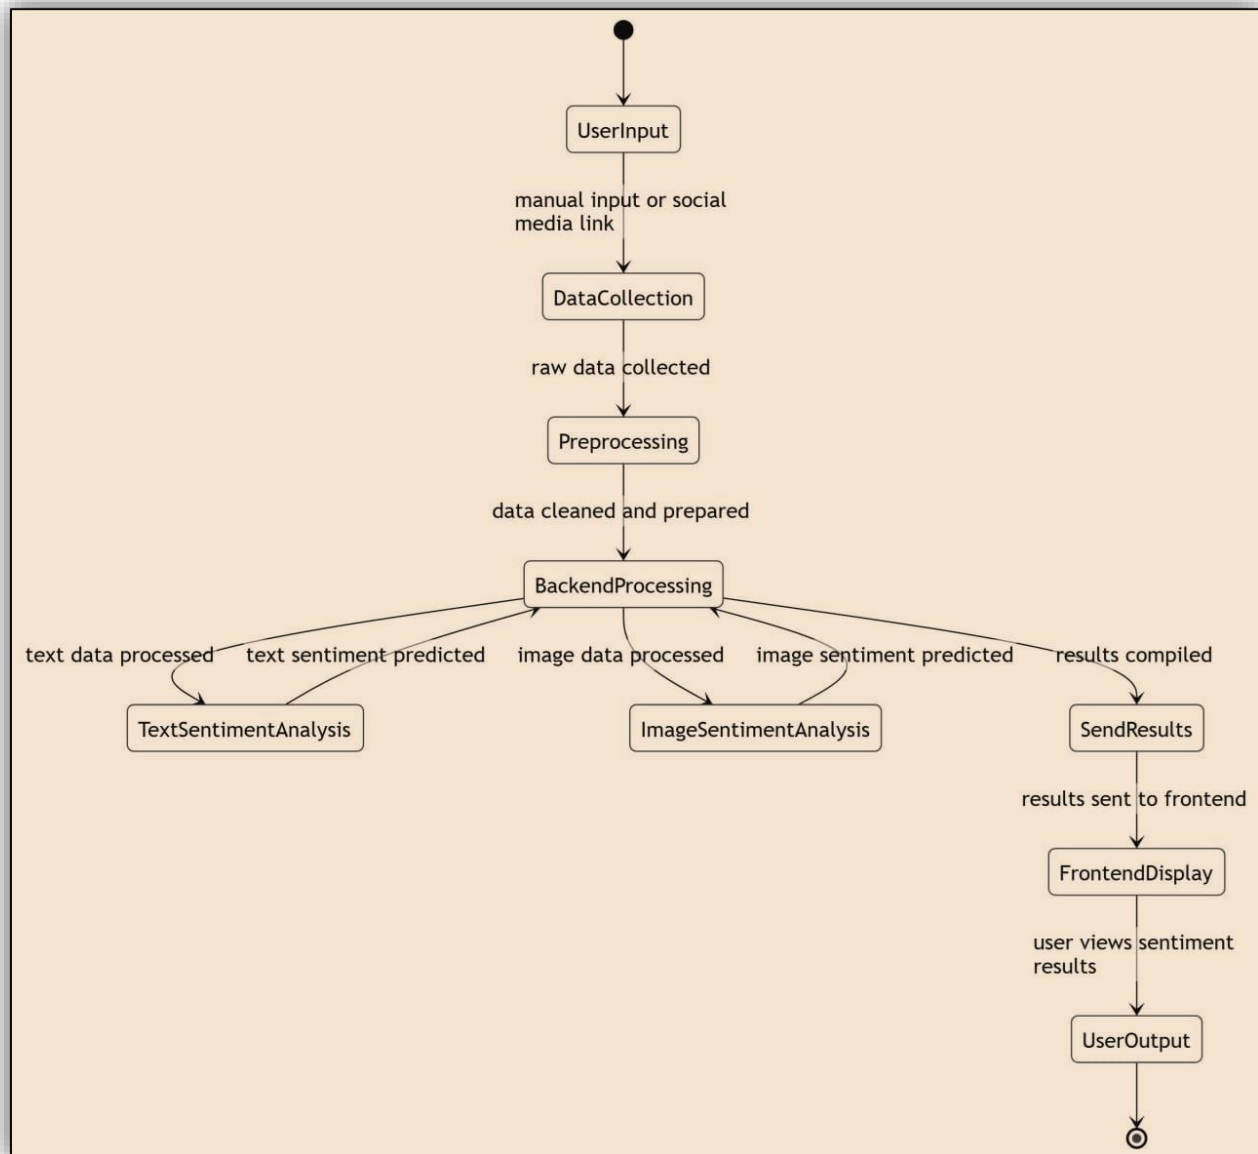 UserInput
manual input or social
media link
DataCollection
raw data collected
Preprocessing
data cleaned and prepared
BackendProcessing
text data processed
text sentiment predicted
image data processed
image sentiment predicted
results compiled
TextSentimentAnalysis
ImageSentimentAnalysis
SendResults
results sent to frontend
FrontendDisplay
user views sentiment
results
UserOutput